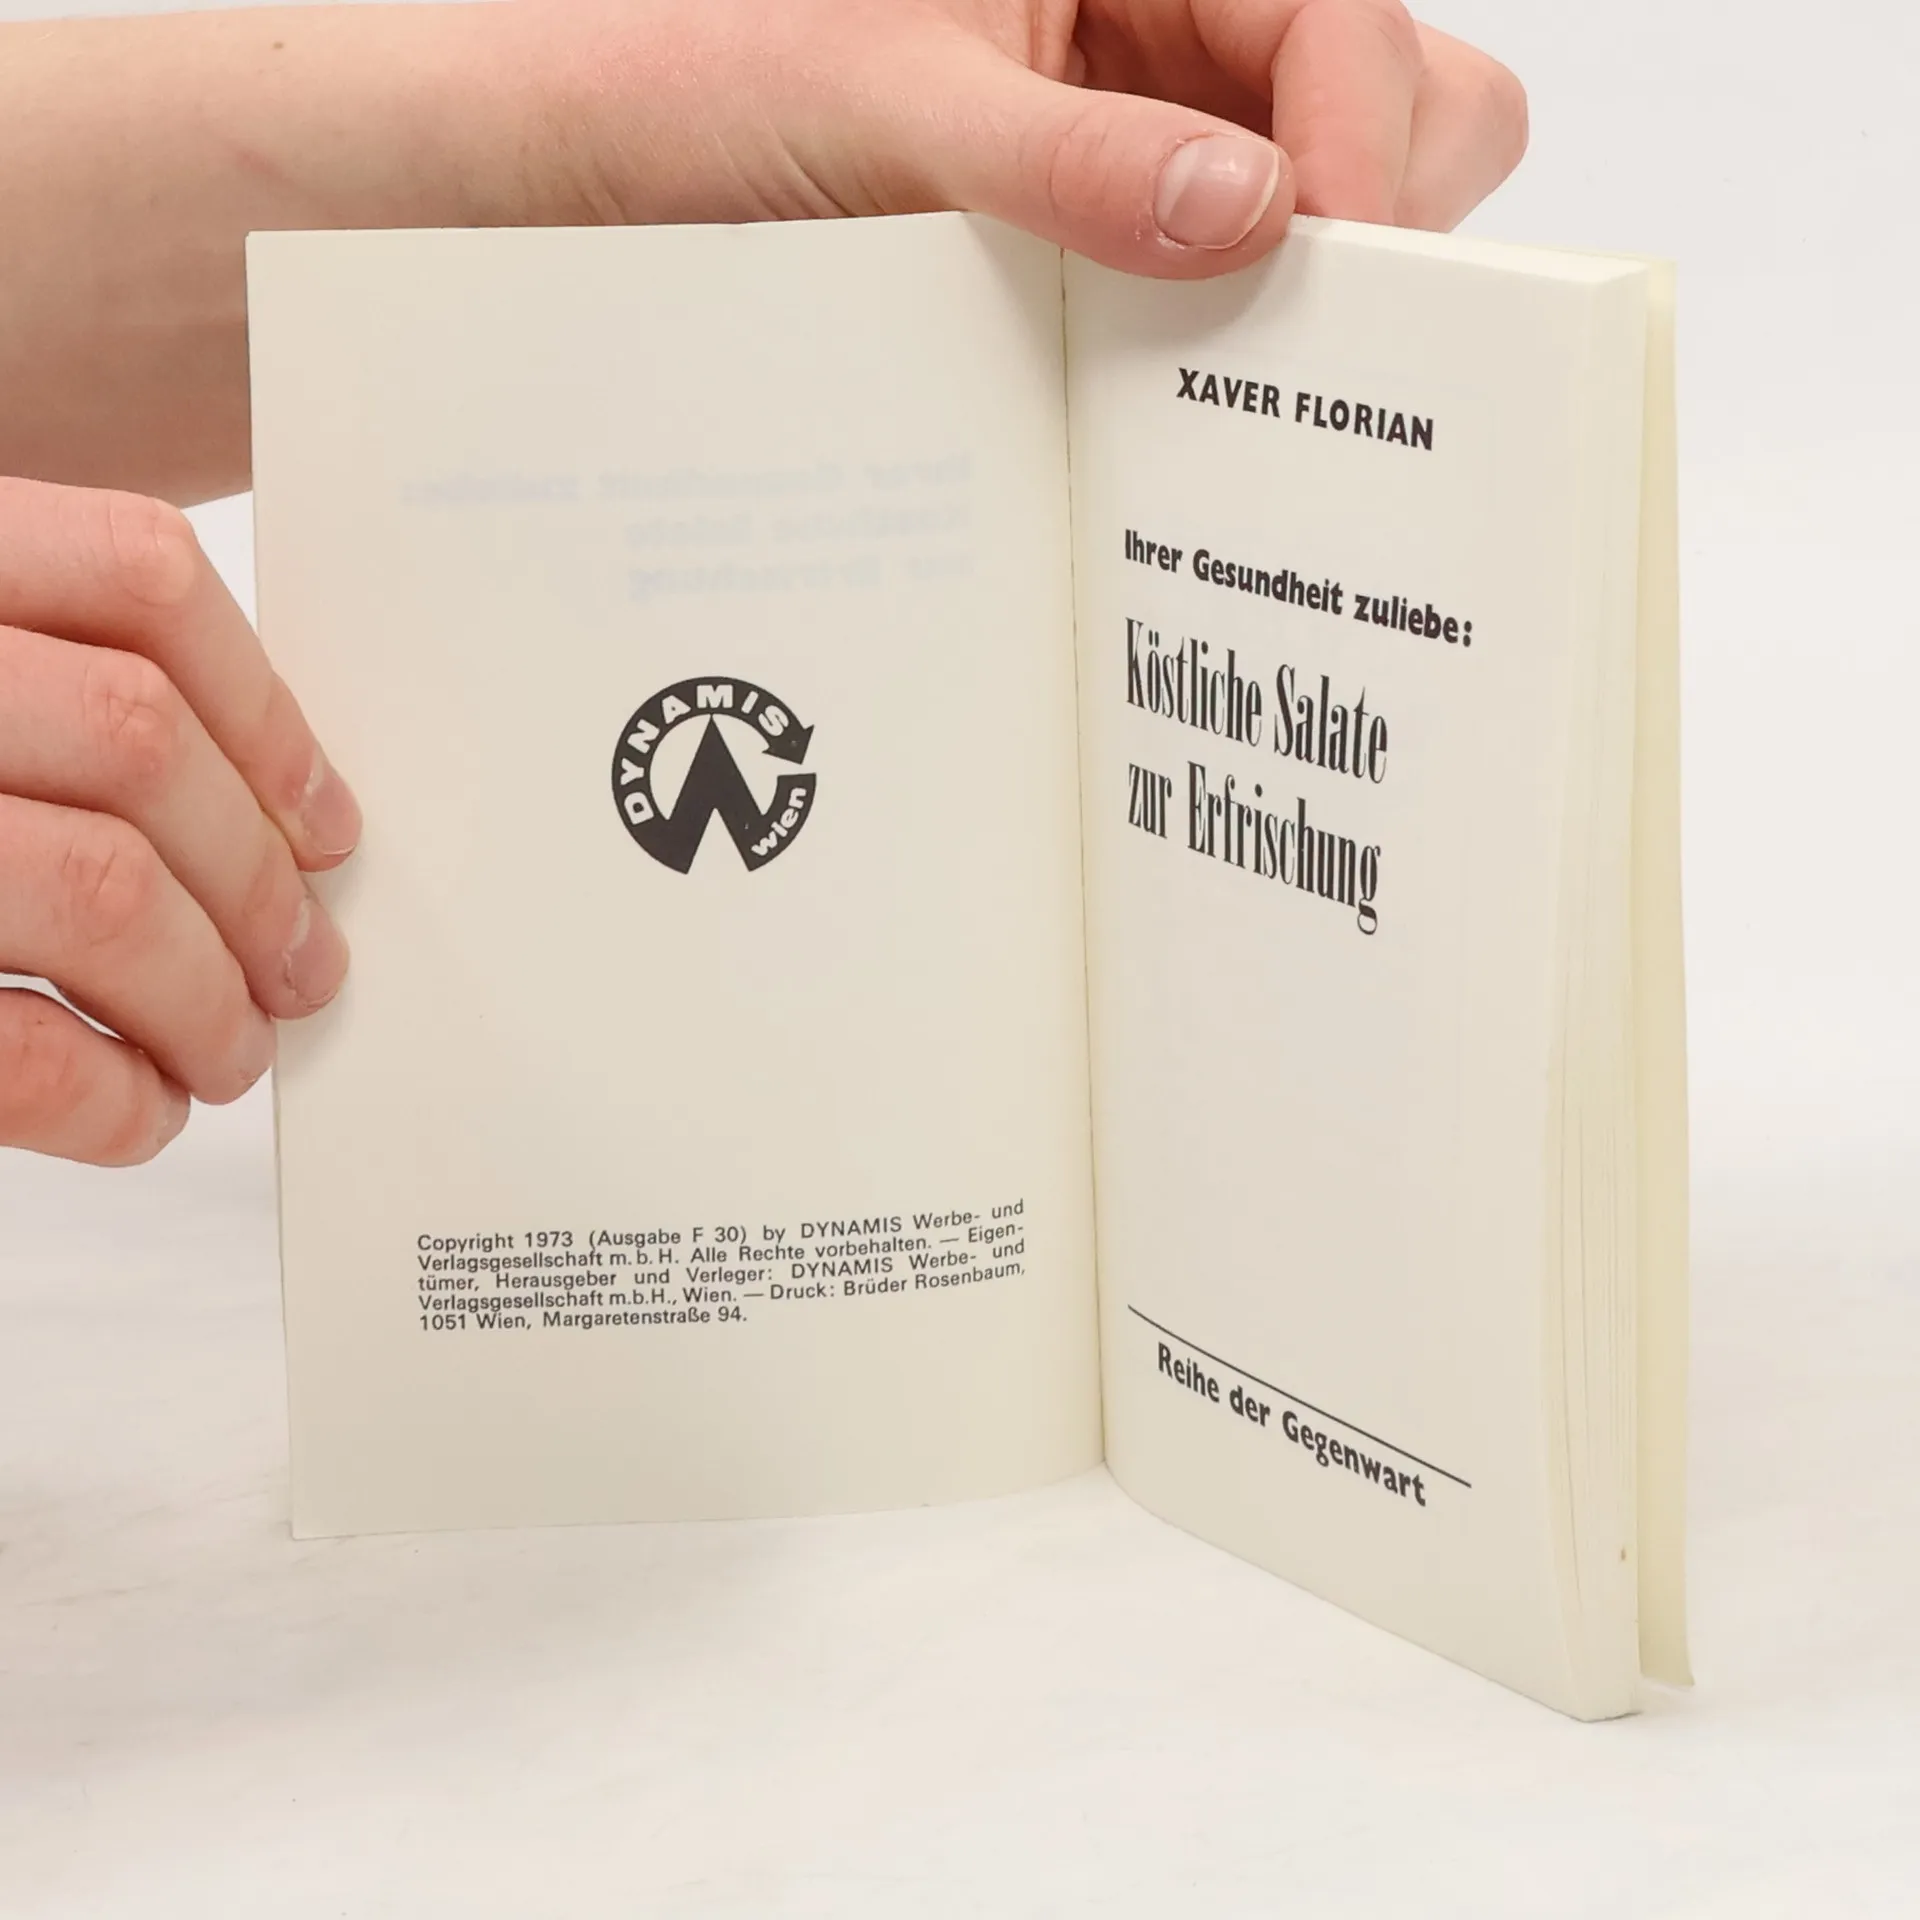 DYNAMIS
wien
Copyright 1973 (Ausgabe F 30) by DYNAMIS Werbe- und
Verlagsgesellschaft m. b. H. Alle Rechte vorbehalten. — Eigen-
tümer, Herausgeber und Verleger: DYNAMIS Werbe- und
Verlagsgesellschaft m.b.H., Wien. — Druck: Brüder Rosenbaum,
1051 Wien, Margaretenstraße 94.
XAVER FLORIAN
Ihrer Gesundheit zuliebe:
Köstliche Salate
zur Erfrischung
Reihe der Gegenwart